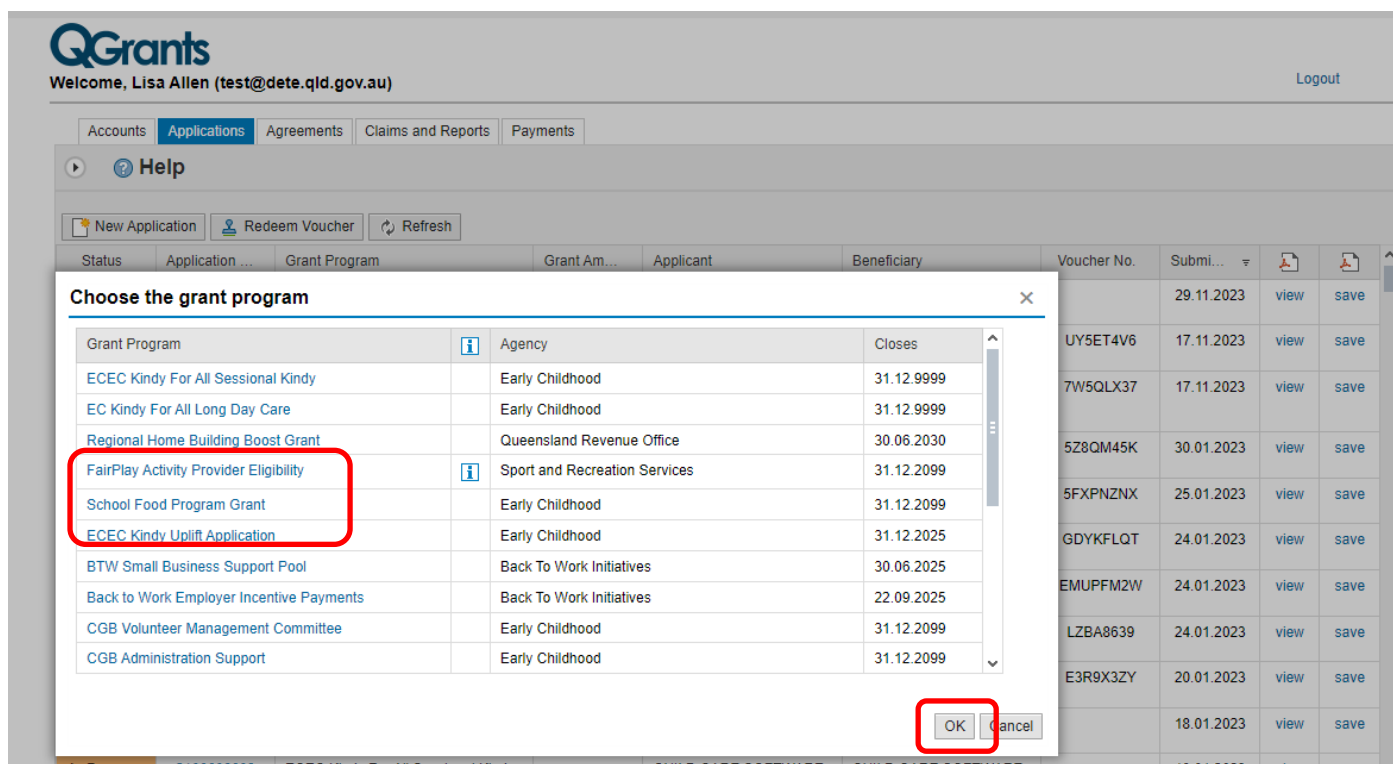 QGrants
Welcome, Lisa Allen (test@dete.qld.gov.au) Logout
Accounts Applications Agreements Claims and Reports Payments
Help
New Application Redeem Voucher Refresh
Status Application ... Grant Program Grant Am... Applicant Beneficiary Voucher No. Submi...
Choose the grant program
29.11.2023 view save
Grant Program Agency Closes
UY5ET4V6 17.11.2023 view save
ECEC Kindy For All Sessional Kindy Early Childhood 31.12.9999
7W5QLX37 17.11.2023 view save
EC Kindy For All Long Day Care Early Childhood 31.12.9999
Regional Home Building Boost Grant Queensland Revenue Office 30.06.2030
5Z8QM45K 30.01.2023 view save
FairPlay Activity Provider Eligibility Sport and Recreation Services 31.12.2099
5FXPNZNX 25.01.2023 view save
School Food Program Grant Early Childhood 31.12.2099
ECEC Kindy Uplift Application Early Childhood 31.12.2025
GDYKFLQT 24.01.2023 view save
BTW Small Business Support Pool Back To Work Initiatives 30.06.2025
EMUPFM2W 24.01.2023 view save
Back to Work Employer Incentive Payments Back To Work Initiatives 22.09.2025
CGB Volunteer Management Committee Early Childhood 31.12.2099
LZBA8639 24.01.2023 view save
CGB Administration Support Early Childhood 31.12.2099
E3R9X3ZY 20.01.2023 view save
OK Cancel
18.01.2023 view save